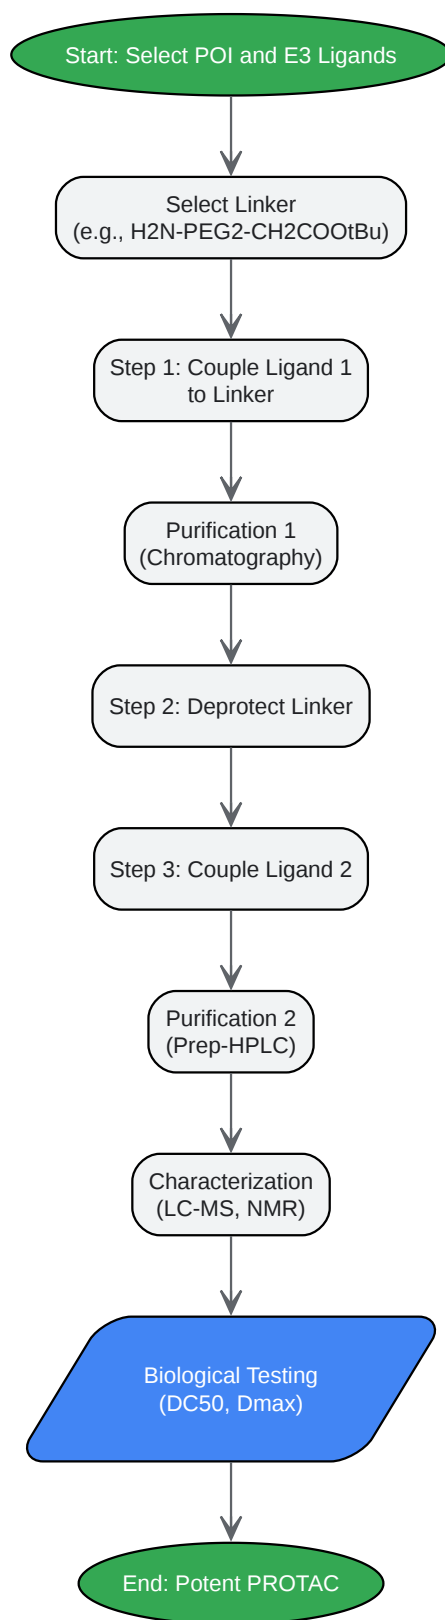 Start: Select POI and E3 Ligands
Select Linker
(e.g., H2N-PEG2-CH2COOtBu)
Step 1: Couple Ligand 1
to Linker
Purification 1
(Chromatography)
Step 2: Deprotect Linker
Step 3: Couple Ligand 2
Purification 2
(Prep-HPLC)
Characterization
(LC-MS, NMR)
Biological Testing
(DC50, Dmax)
End: Potent PROTAC